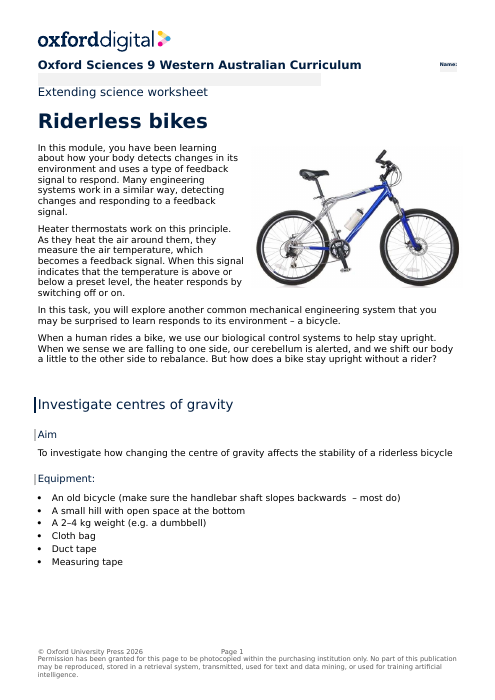 oxforddigital
Oxford Sciences 9 Western Australian Curriculum
Name:
Extending science worksheet
Riderless bikes
In this module, you have been learning
about how your body detects changes in its
environment and uses a type of feedback
signal to respond. Many engineering
systems work in a similar way, detecting
changes and responding to a feedback
signal.
Heater thermostats work on this principle.
As they heat the air around them, they
measure the air temperature, which
becomes a feedback signal. When this signal
indicates that the temperature is above or
below a preset level, the heater responds by
switching off or on.
In this task, you will explore another common mechanical engineering system that you
may be surprised to learn responds to its environment – a bicycle.
When a human rides a bike, we use our biological control systems to help stay upright.
When we sense we are falling to one side, our cerebellum is alerted, and we shift our body
a little to the other side to rebalance. But how does a bike stay upright without a rider?
Investigate centres of gravity
Aim
To investigate how changing the centre of gravity affects the stability of a riderless bicycle
Equipment:
• An old bicycle (make sure the handlebar shaft slopes backwards – most do)
• A small hill with open space at the bottom
• A 2–4 kg weight (e.g. a dumbbell)
• Cloth bag
• Duct tape
• Measuring tape
© Oxford University Press 2026 Page 1
Permission has been granted for this page to be photocopied within the purchasing institution only. No part of this publication
may be reproduced, stored in a retrieval system, transmitted, used for text and data mining, or used for training artificial
intelligence.